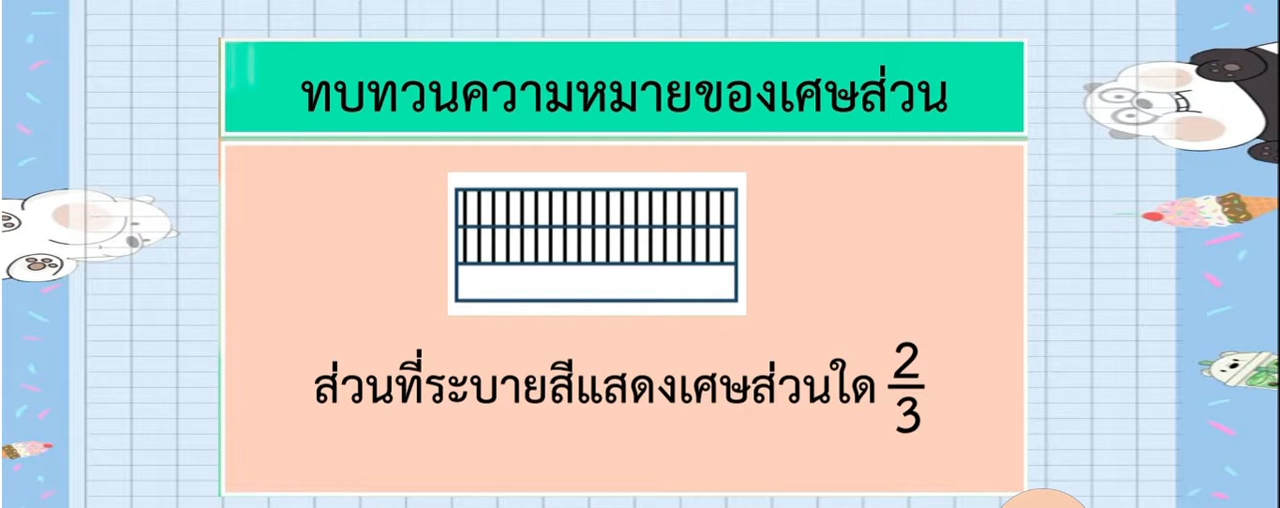 ทบทวนความหมายของเศษส่วน
ส่วนที่ระบายสีแสดงเศษส่วนใด 2/3